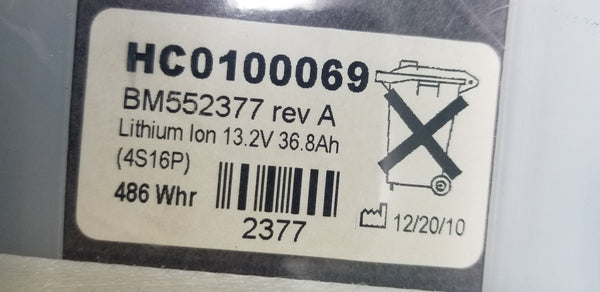 HC0100069
BM552377 rev A
Lithium Ion 13.2V 36.8Ah
(4S16P)
486 Whr
2377
12/20/10